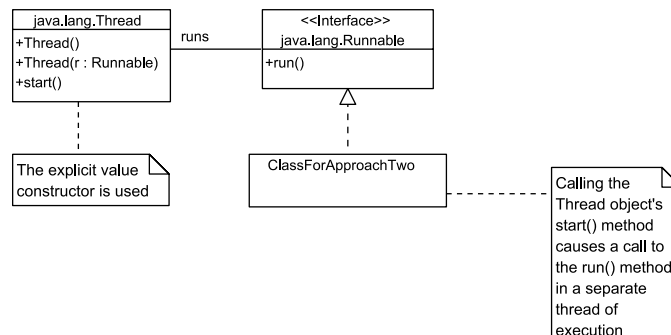 java.lang.Thread
+Thread()
+Thread(r : Runnable)
+start()
runs
<<Interface>>
java.lang.Runnable
+run()
The explicit value
constructor is used
ClassForApproachTwo
Calling the
Thread object's
start() method
causes a call to
the run() method
in a separate
thread of
execution